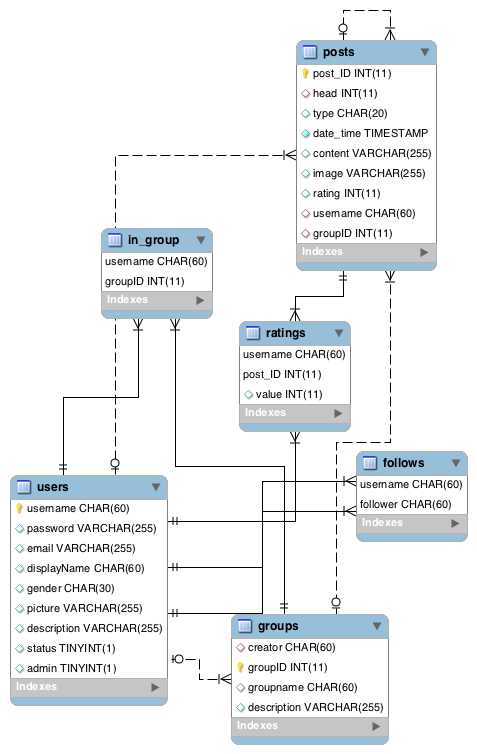 posts
post_ID INT(11)
head INT(11)
type CHAR(20)
date_time TIMESTAMP
content VARCHAR(255)
image VARCHAR(255)
rating INT(11)
username CHAR(60)
groupID INT(11)
Indexes
in_group
username CHAR(60)
groupID INT(11)
Indexes
ratings
username CHAR(60)
post_ID INT(11)
value INT(11)
Indexes
follows
username CHAR(60)
follower CHAR(60)
Indexes
users
username CHAR(60)
password VARCHAR(255)
email VARCHAR(255)
displayName CHAR(60)
gender CHAR(30)
picture VARCHAR(255)
description VARCHAR(255)
status TINYINT(1)
admin TINYINT(1)
Indexes
groups
creator CHAR(60)
groupID INT(11)
groupname CHAR(60)
description VARCHAR(255)
Indexes